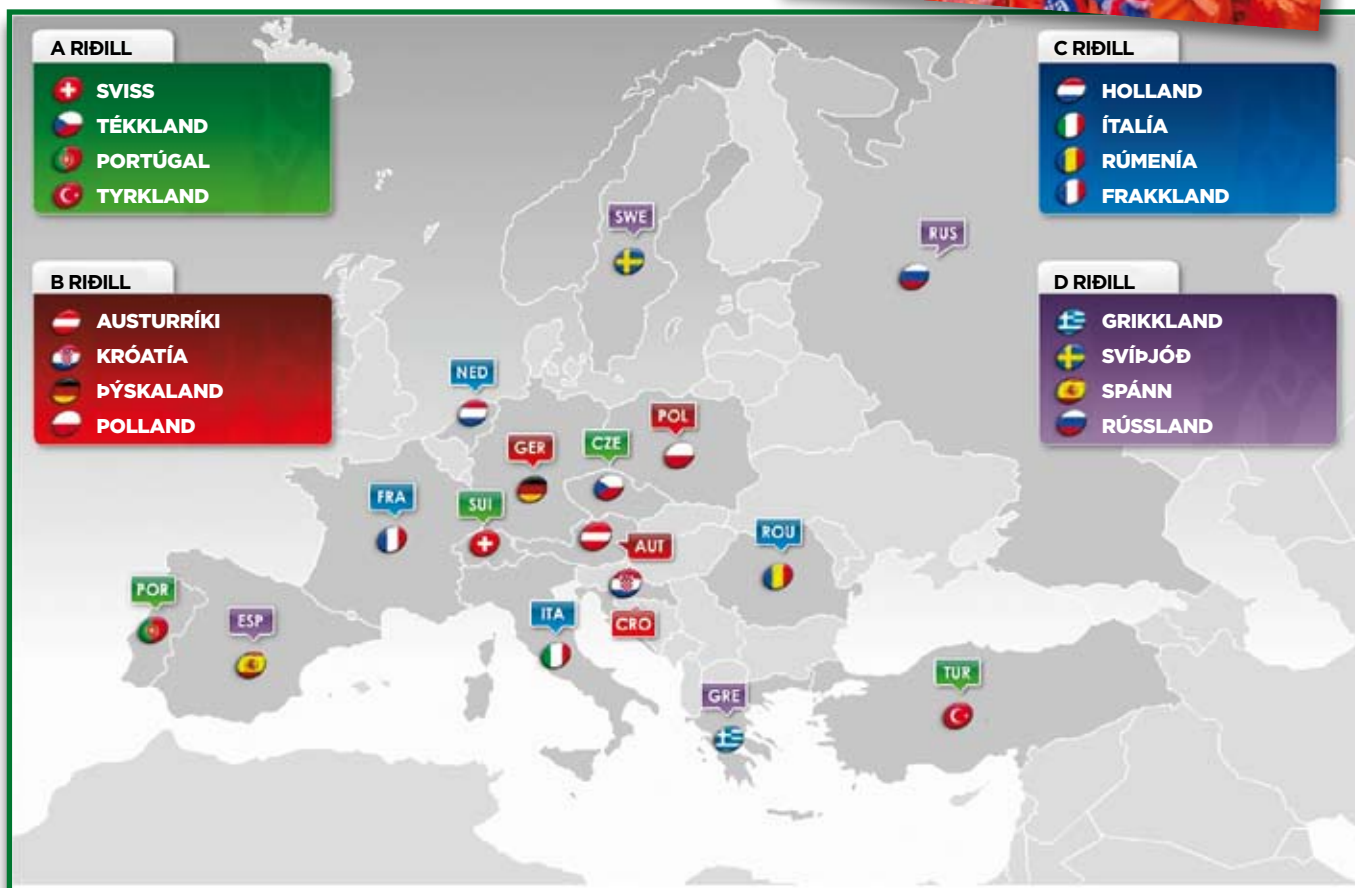 A RIÐILL
SVISS
TÉKKLAND
PORTÚGAL
TYRKLAND
B RIÐILL
AUSTURRÍKI
KRÓATÍA
ÞÝSKALAND
POLLAND
C RIÐILL
HOLLAND
ÍTALÍA
RÚMENÍA
FRAKKLAND
D RIÐILL
GRIKKLAND
SVÍÞJÓÐ
SPÁNN
RÚSSLAND
SWE
RUS
NED
POL
GER
CZE
FRA
SUI
ROU
AUT
POR
ESP
ITA
CRO
TUR
GRE